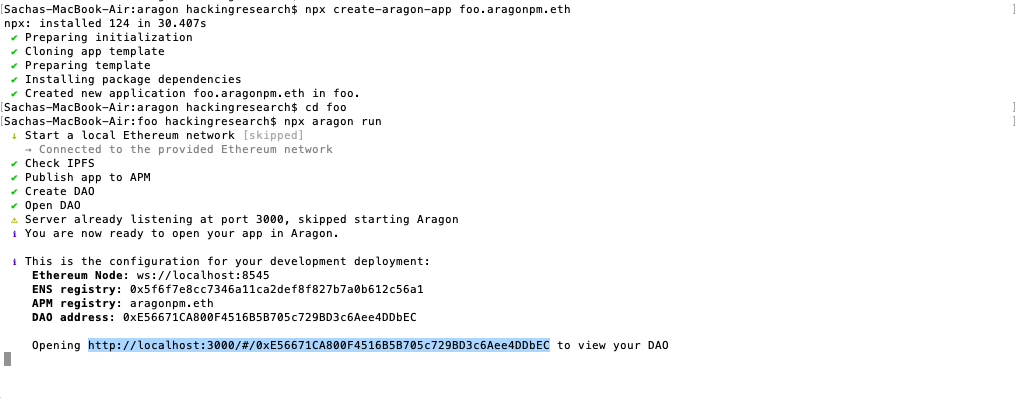 [Sachas-MacBook-Air:aragon hackingresearch$ npx create-aragon-app foo.aragonpm.eth ]
npx: installed 124 in 30.407s
✔ Preparing initialization
✔ Cloning app template
✔ Preparing template
✔ Installing package dependencies
✔ Created new application foo.aragonpm.eth in foo.
[Sachas-MacBook-Air:aragon hackingresearch$ cd foo ]
[Sachas-MacBook-Air:foo hackingresearch$ npx aragon run ]
↓ Start a local Ethereum network [skipped]
→ Connected to the provided Ethereum network
✔ Check IPFS
✔ Publish app to APM
✔ Create DAO
✔ Open DAO
⚠ Server already listening at port 3000, skipped starting Aragon
ℹ You are now ready to open your app in Aragon.
ℹ This is the configuration for your development deployment:
Ethereum Node: ws://localhost:8545
ENS registry: 0x5f6f7e8cc7346a11ca2def8f827b7a0b612c56a1
APM registry: aragonpm.eth
DAO address: 0xE56671CA800F4516B5B705c729BD3c6Aee4DDbEC
Opening http://localhost:3000/#/0xE56671CA800F4516B5B705c729BD3c6Aee4DDbEC to view your DAO